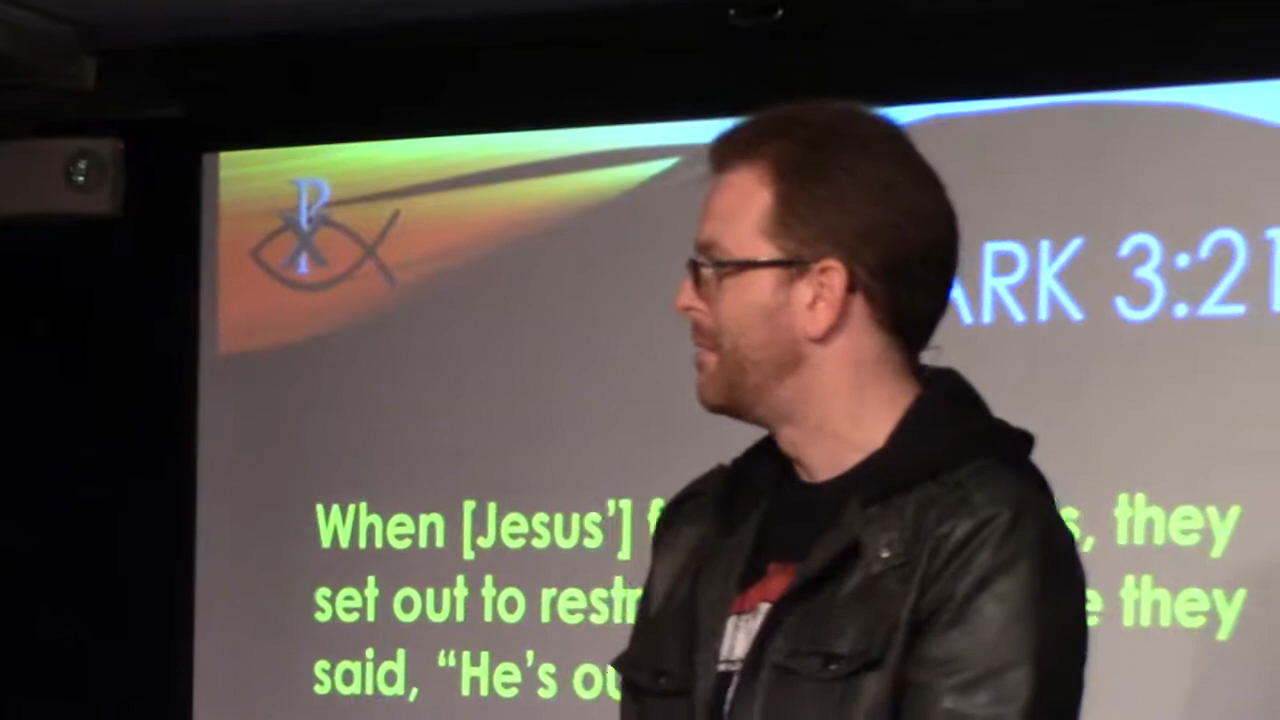 ARK 3:21
When [Jesus'] s, they
set out to restr e they
said, “He’s ou